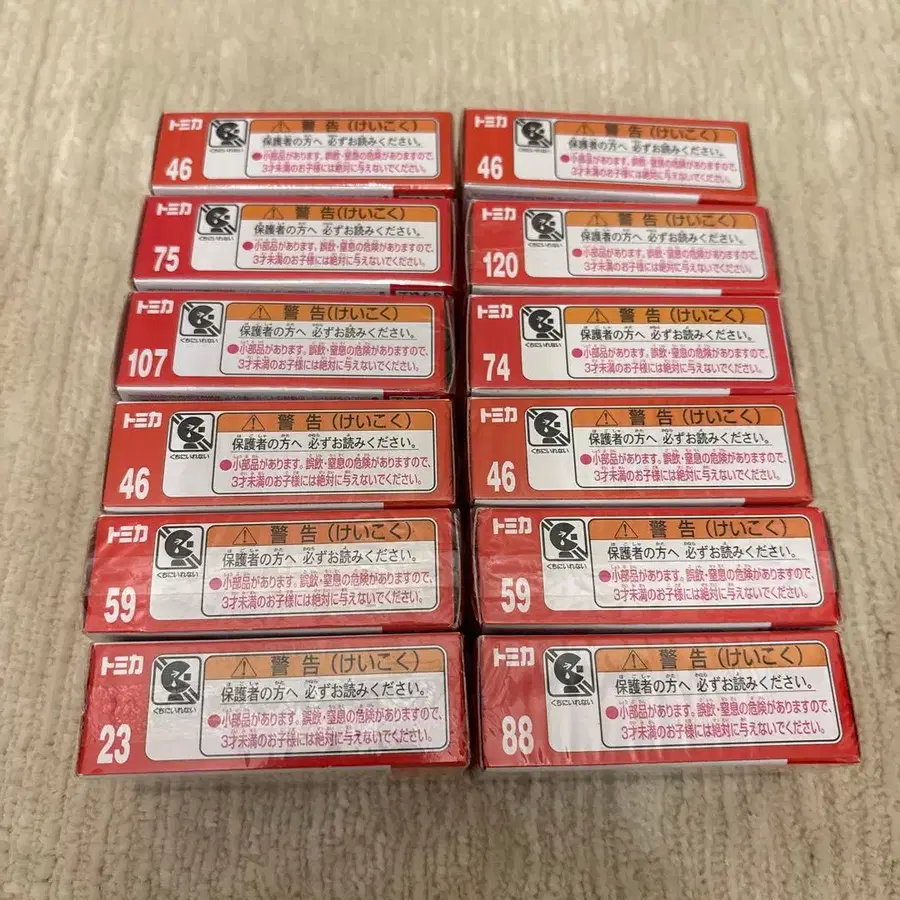 トミカ
46
くちにいれない
警告(けいこく)
保護者の方へ 必ずお読みください。
●小部品があります。誤飲・窒息の危険がありますので、
3才未満のお子様には絶対に与えないでください。
トミカ
46
くちにいれない
警告(けいこく)
保護者の方へ 必ずお読みください。
●小部品があります。誤飲・窒息の危険がありますので、
3才未満のお子様には絶対に与えないでください。
トミカ
75
くちにいれない
警告(けいこく)
保護者の方へ 必ずお読みください。
●小部品があります。誤飲・窒息の危険がありますので、
3才未満のお子様には絶対に与えないでください。
トミカ
120
くちにいれない
警告(けいこく)
保護者の方へ 必ずお読みください。
●小部品があります。誤飲・窒息の危険がありますので、
3才未満のお子様には絶対に与えないでください。
トミカ
107
くちにいれない
警告(けいこく)
保護者の方へ 必ずお読みください。
●小部品があります。誤飲・窒息の危険がありますので、
3才未満のお子様には絶対に与えないでください。
トミカ
74
くちにいれない
警告(けいこく)
保護者の方へ 必ずお読みください。
●小部品があります。誤飲・窒息の危険がありますので、
3才未満のお子様には絶対に与えないでください。
トミカ
46
くちにいれない
警告(けいこく)
保護者の方へ 必ずお読みください。
●小部品があります。誤飲・窒息の危険がありますので、
3才未満のお子様には絶対に与えないでください。
トミカ
46
くちにいれない
警告(けいこく)
保護者の方へ 必ずお読みください。
●小部品があります。誤飲・窒息の危険がありますので、
3才未満のお子様には絶対に与えないでください。
トミカ
59
くちにいれない
警告(けいこく)
保護者の方へ 必ずお読みください。
●小部品があります。誤飲・窒息の危険がありますので、
3才未満のお子様には絶対に与えないでください。
トミカ
59
くちにいれない
警告(けいこく)
保護者の方へ 必ずお読みください。
●小部品があります。誤飲・窒息の危険がありますので、
3才未満のお子様には絶対に与えないでください。
トミカ
23
くちにいれない
警告(けいこく)
保護者の方へ 必ずお読みください。
●小部品があります。誤飲・窒息の危険がありますので、
3才未満のお子様には絶対に与えないでください。
トミカ
88
くちにいれない
警告(けいこく)
保護者の方へ 必ずお読みください。
●小部品があります。誤飲・窒息の危険がありますので、
3才未満のお子様には絶対に与えないでください。